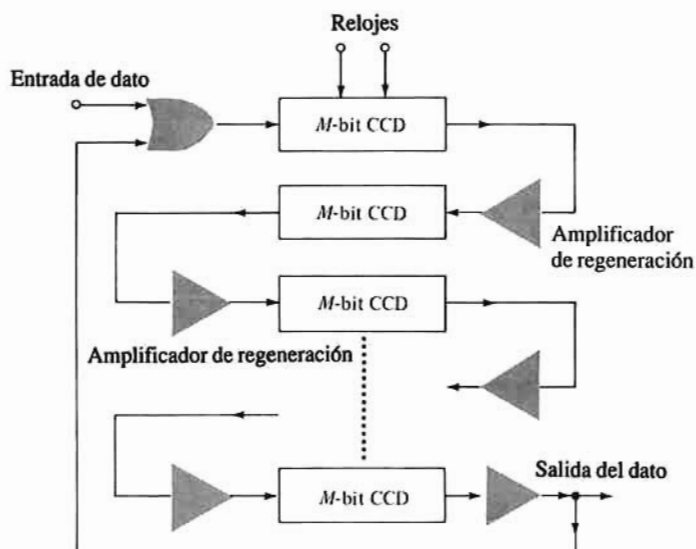 Relojes
Entrada de dato
M-bit CCD
M-bit CCD
Amplificador
de regeneración
M-bit CCD
Amplificador de regeneración
Salida del dato
M-bit CCD